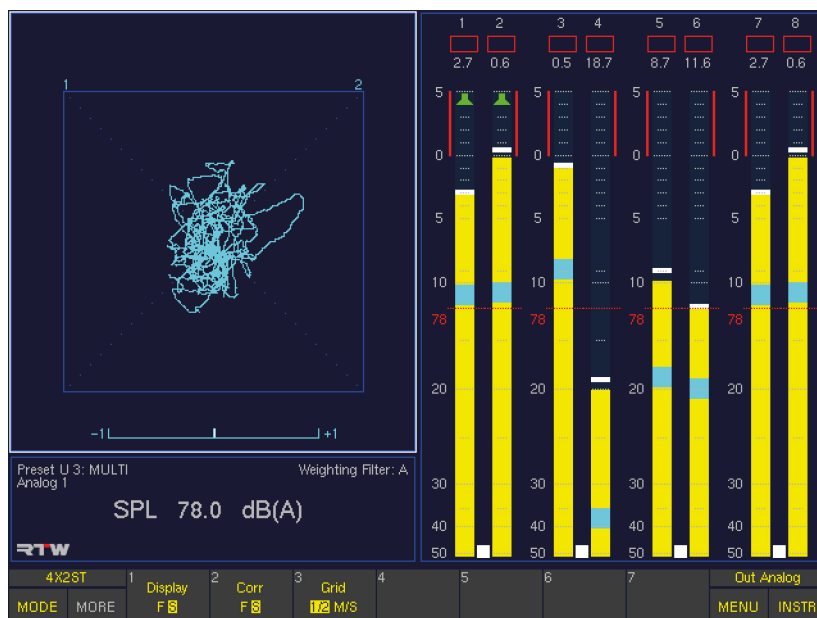 1 2 3 4 5 6 7 8
2.7 0.6 0.5 18.7 8.7 11.6 2.7 0.6
1 2
5 5 5 5
0 0 0 0
5 5 5 5
10 10 10 10
78 78 78 78
20 20 20 20
30 30 30 30
40 40 40 40
50 50 50 50
-1 +1
Preset U 3: MULTI Weighting Filter: A
Analog 1
SPL 78.0 dB(A)
RTW
4X2ST 1 Display 2 Corr 3 Grid 4 5 6 7 Out Analog
MODE MORE F S F S 1/2 M/S MENU INSTR